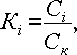 Kᵢ = Cᵢ / Cₖ,